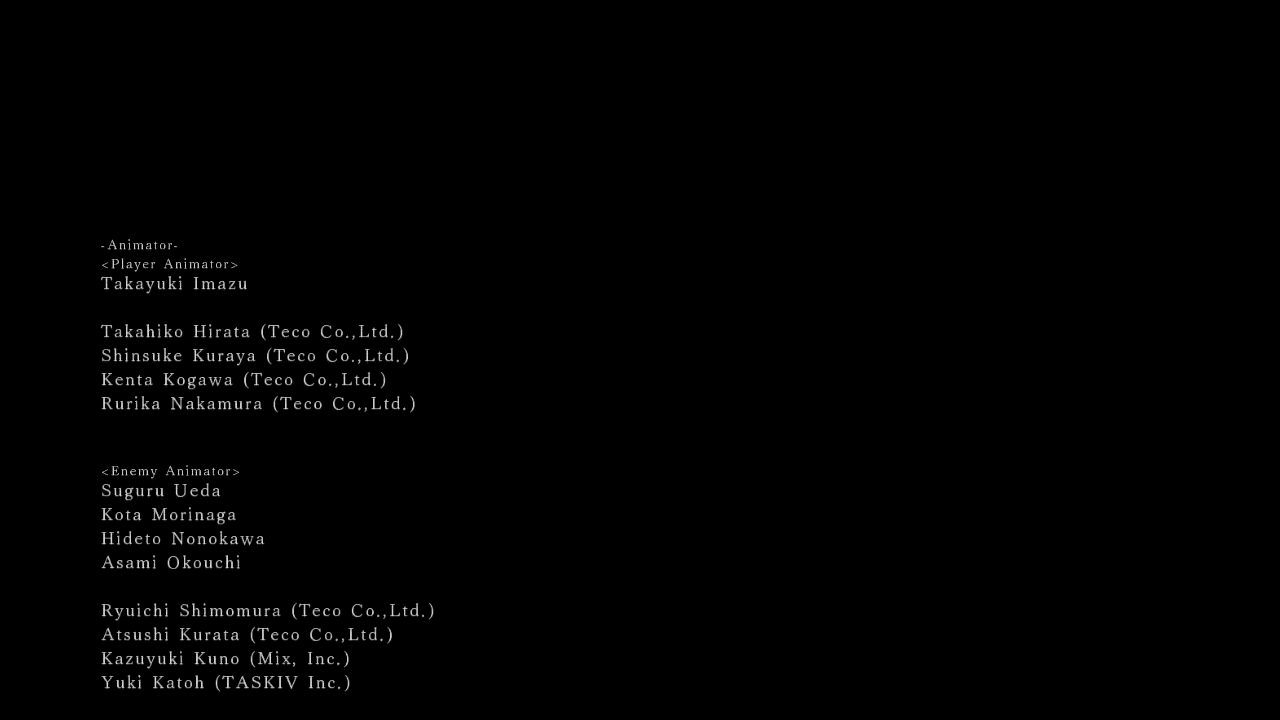 -Animator-
<Player Animator>
Takayuki Imazu
Takahiko Hirata (Teco Co.,Ltd.)
Shinsuke Kuraya (Teco Co.,Ltd.)
Kenta Kogawa (Teco Co.,Ltd.)
Rurika Nakamura (Teco Co.,Ltd.)
<Enemy Animator>
Suguru Ueda
Kota Morinaga
Hideto Nonokawa
Asami Okouchi
Ryuichi Shimomura (Teco Co.,Ltd.)
Atsushi Kurata (Teco Co.,Ltd.)
Kazuyuki Kuno (Mix, Inc.)
Yuki Katoh (TASKIV Inc.)